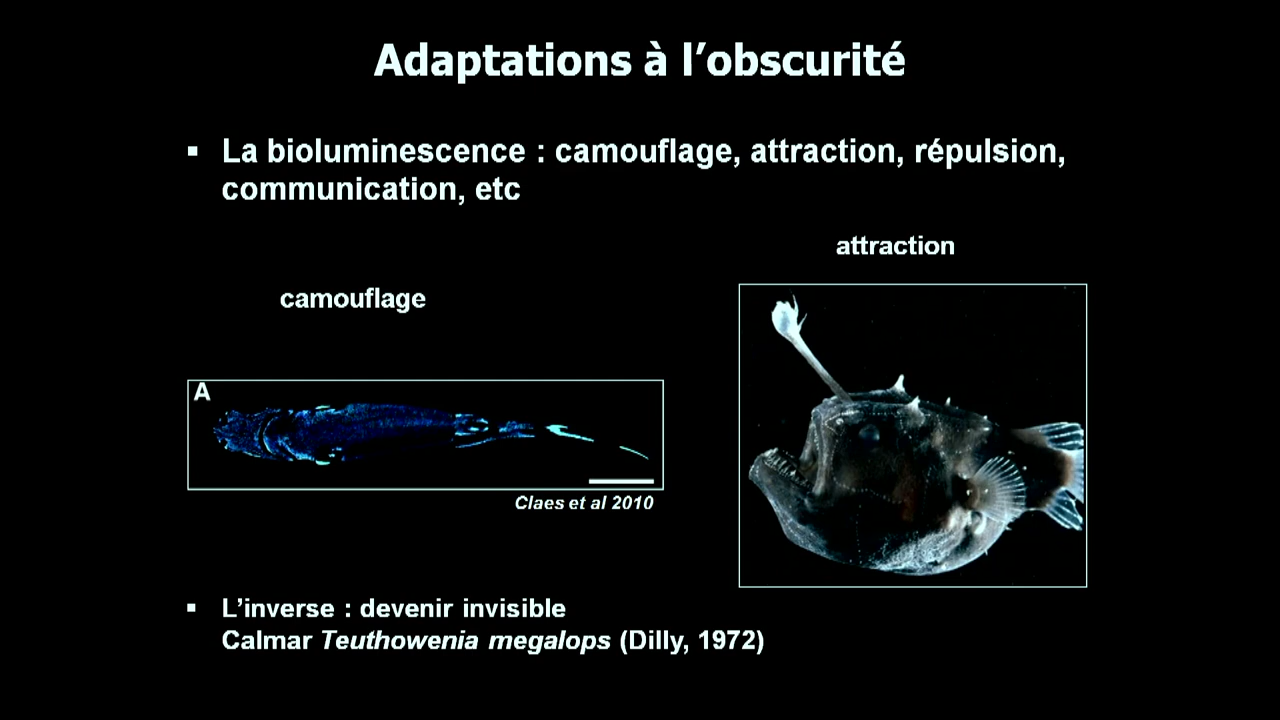 Adaptations à l’obscurité
▪ La bioluminescence : camouflage, attraction, répulsion,
communication, etc
attraction
camouflage
A
Claes et al 2010
▪ L’inverse : devenir invisible
Calmar Teuthowenia megalops (Dilly, 1972)